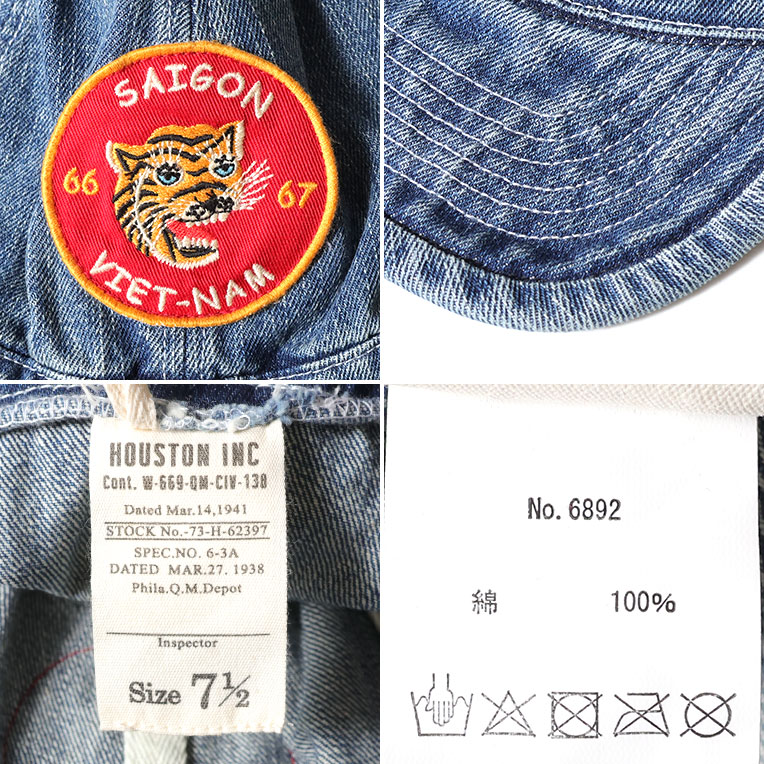 SAIGON
66 67
VIET-NAM
HOUSTON INC
Cont. W-669-QM-CIV-138
Dated Mar.14,1941
STOCK No.-73-H-62397
SPEC.NO. 6-3A
DATED MAR.27. 1938
Phila.Q.M.Depot
Inspector
Size 7½
No.6892
綿 100%